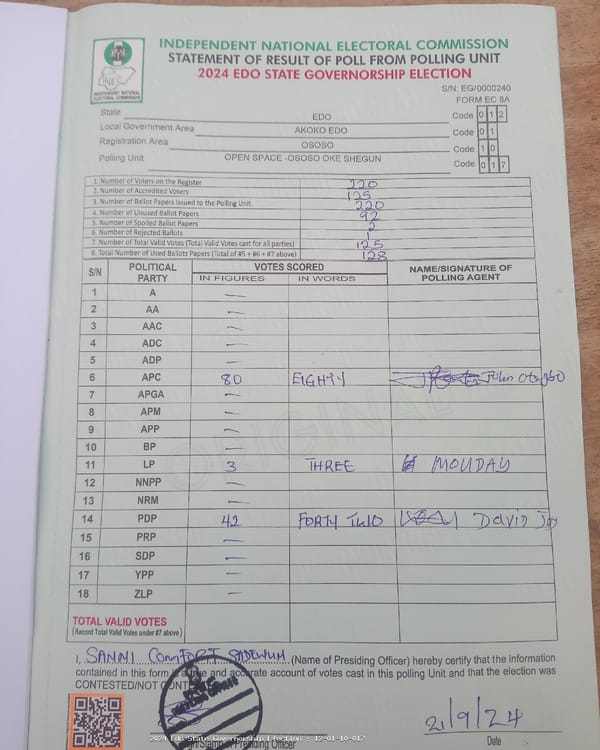 INDEPENDENT NATIONAL ELECTORAL COMMISSION
STATEMENT OF RESULT OF POLL FROM POLLING UNIT
2024 EDO STATE GOVERNORSHIP ELECTION
INDEPENDENT NATIONAL
ELECTORAL COMMISSION
S/N: EG/0000240
FORM EC 8A
State EDO Code 0 1 2
Local Government Area AKOKO EDO Code 0 1
Registration Area OSOSO Code 1 0
Polling Unit OPEN SPACE -OSOSO OKE SHEGUN Code 0 1 7
1. Number of Voters on the Register 220
2. Number of Accredited Voters 125
3. Number of Ballot Papers Issued to the Polling Unit 220
4. Number of Unused Ballot Papers 92
5. Number of Spoiled Ballot Papers 2
6. Number of Rejected Ballots 1
7. Number of Total Valid Votes (Total Valid Votes cast for all parties) 125
8. Total Number of Used Ballots Papers (Total of #5 + #6 + #7 above) 128
S/N POLITICAL PARTY VOTES SCORED NAME/SIGNATURE OF POLLING AGENT
IN FIGURES IN WORDS
1 A —
2 AA —
3 AAC —
4 ADC —
5 ADP —
6 APC 80 EIGHTY John
7 APGA —
8 APM —
9 APP —
10 BP —
11 LP 3 THREE MONDAY
12 NNPP —
13 NRM —
14 PDP 42 FORTY TWO David Joy
15 PRP —
16 SDP —
17 YPP —
18 ZLP —
TOTAL VALID VOTES
(Record Total Valid Votes under #7 above)
ORIGINAL
I, SANNI COMFORT (Name of Presiding Officer) hereby certify that the information
contained in this form is a true and accurate account of votes cast in this polling Unit and that the election was
CONTESTED/NOT CONT
21/9/24
Date
2024 Edo State Governorship Election : 12-01-10-017
Presiding Officer